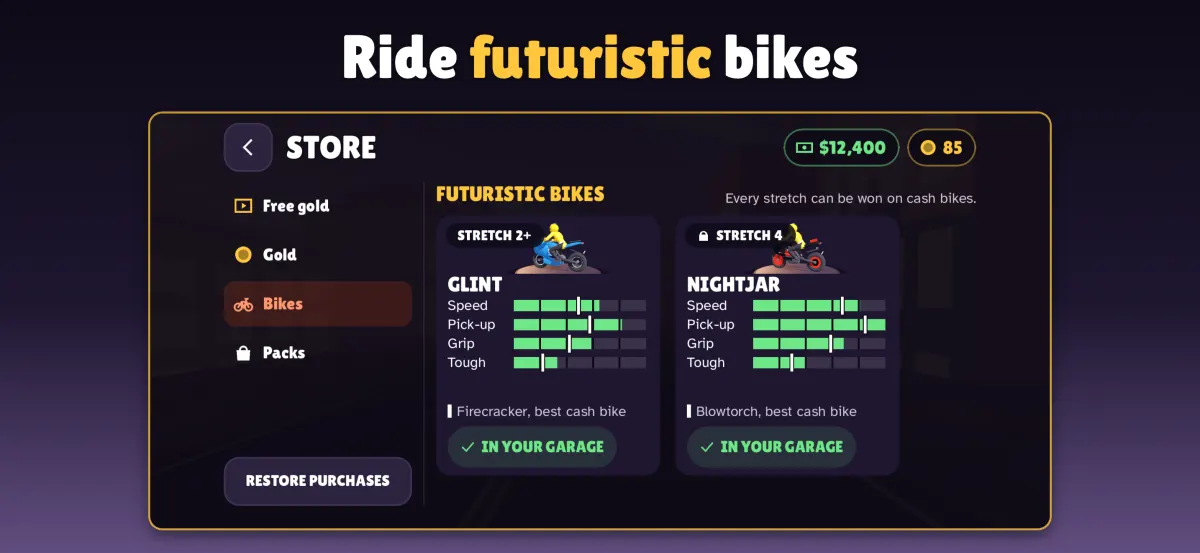 Ride futuristic bikes
STORE
$12,400
85
Free gold
Gold
Bikes
Packs
RESTORE PURCHASES
FUTURISTIC BIKES
Every stretch can be won on cash bikes.
STRETCH 2+
GLINT
Speed
Pick-up
Grip
Tough
Firecracker, best cash bike
IN YOUR GARAGE
STRETCH 4
NIGHTJAR
Speed
Pick-up
Grip
Tough
Blowtorch, best cash bike
IN YOUR GARAGE